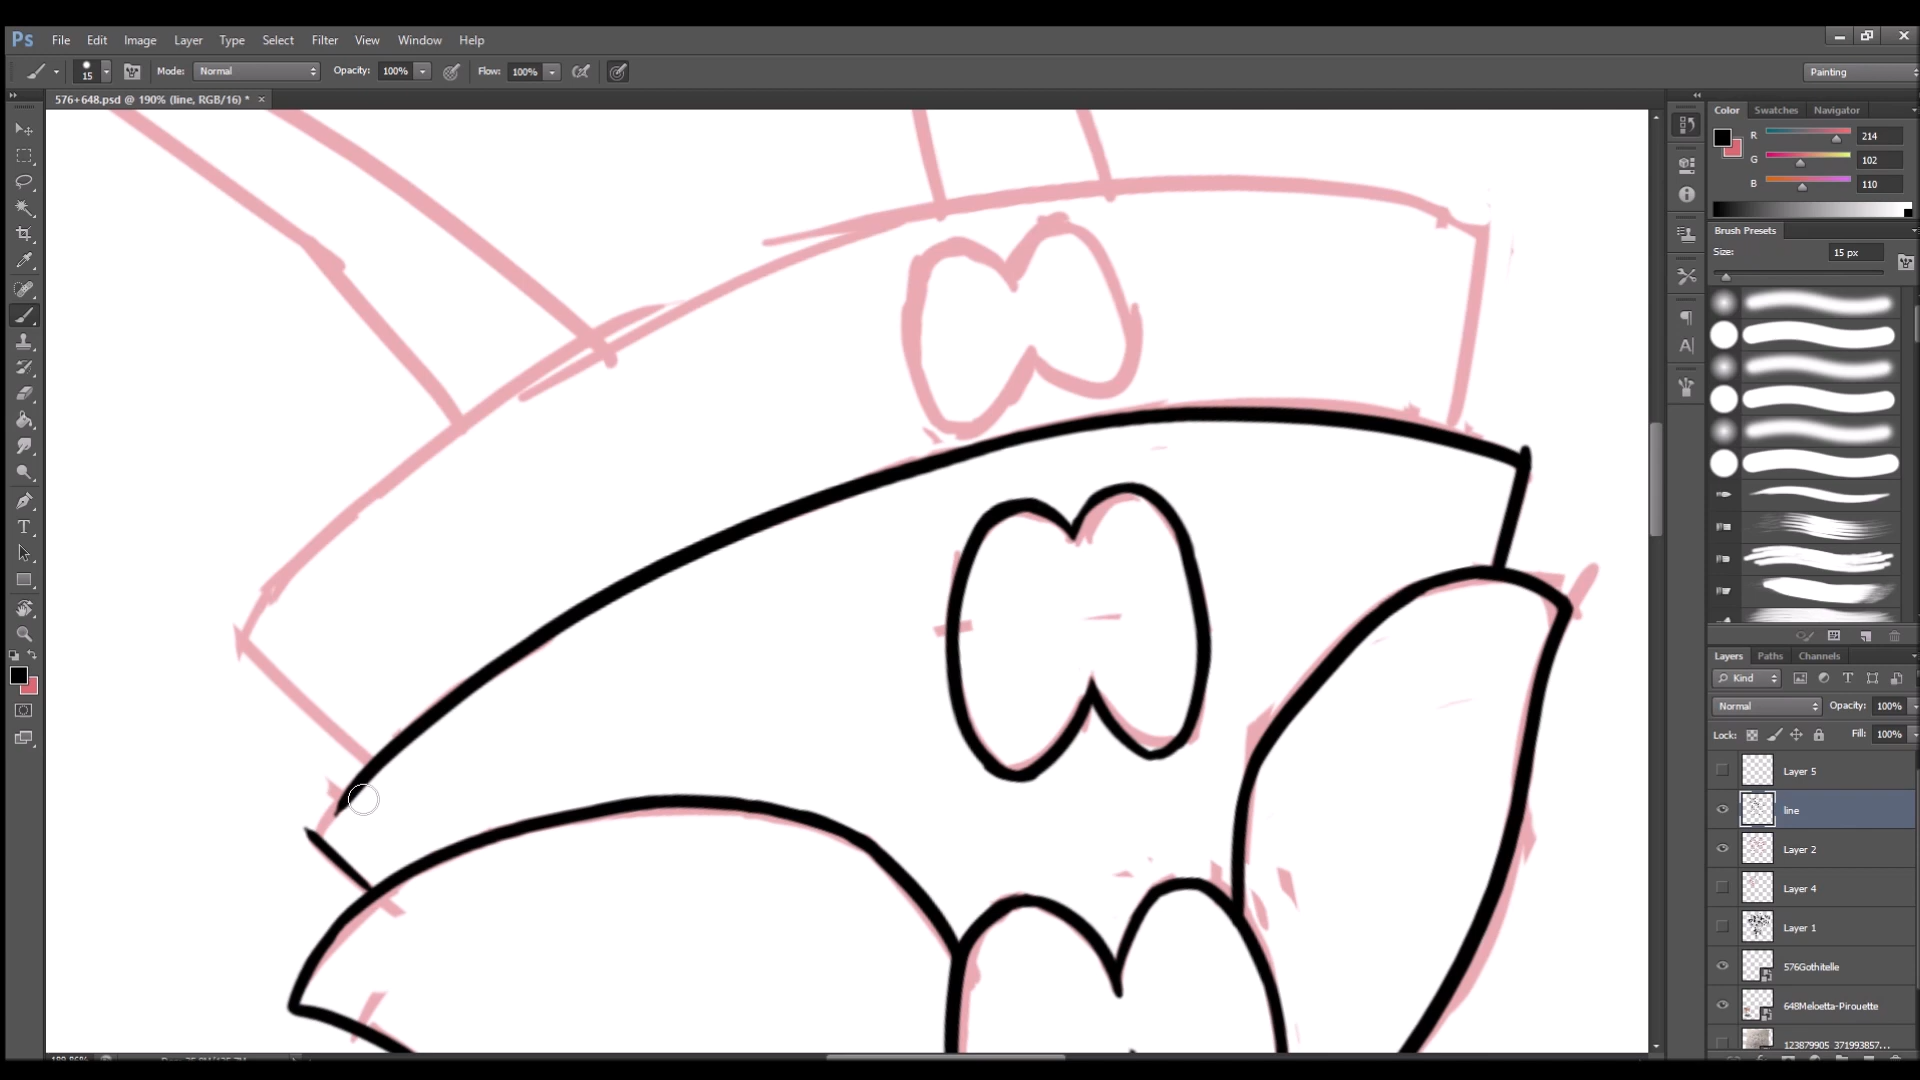 Ps File Edit Image Layer Type Select Filter View Window Help
15 Mode: Normal Opacity: 100% Flow: 100% Painting
576+648.psd @ 190% (line, RGB/16) * ×
Color Swatches Navigator
R 214
G 102
B 110
Brush Presets
Size: 15 px
Layers Paths Channels
Kind
Normal Opacity: 100%
Lock: Fill: 100%
Layer 5
line
Layer 2
Layer 4
Layer 1
576Gothitelle
648Meloetta-Pirouette
123879905_371993857...